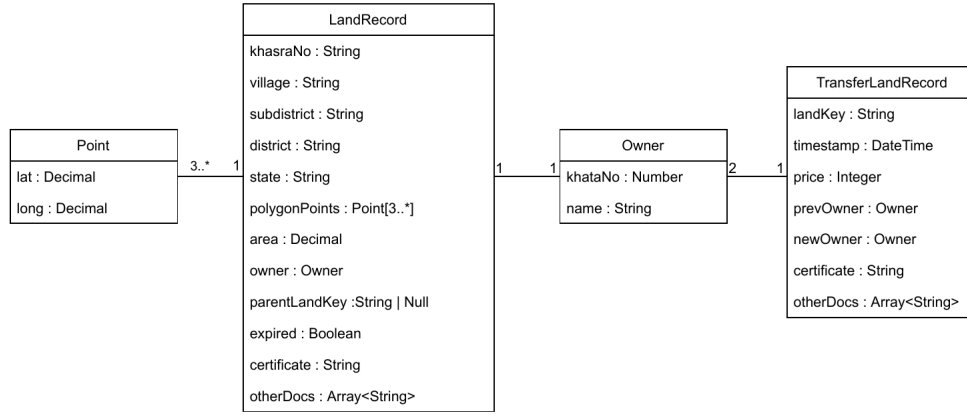 LandRecord
khasraNo : String
village : String
subdistrict : String
district : String
state : String
polygonPoints : Point[3..*]
area : Decimal
owner : Owner
parentLandKey :String | Null
expired : Boolean
certificate : String
otherDocs : Array<String>
Point
lat : Decimal
long : Decimal
3..*
1
1
1
Owner
khataNo : Number
name : String
2
1
TransferLandRecord
landKey : String
timestamp : DateTime
price : Integer
prevOwner : Owner
newOwner : Owner
certificate : String
otherDocs : Array<String>